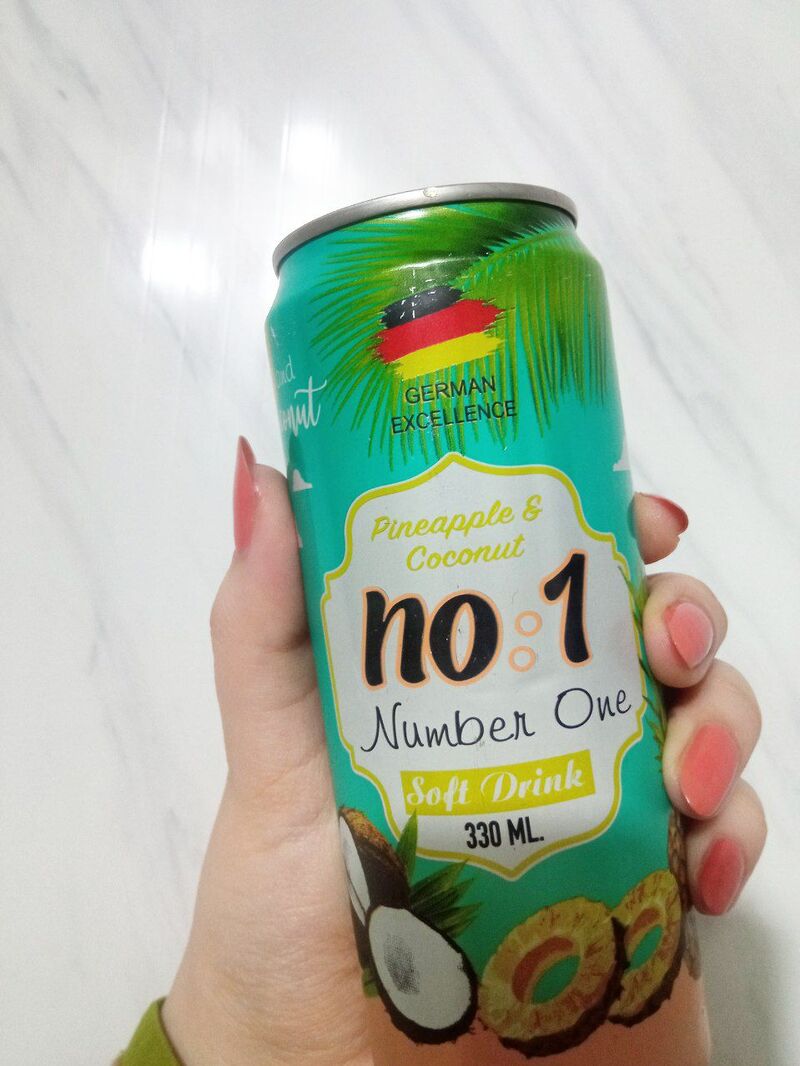 GERMAN
EXCELLENCE
Pineapple &
Coconut
no:1
Number One
Soft Drink
330 ML.